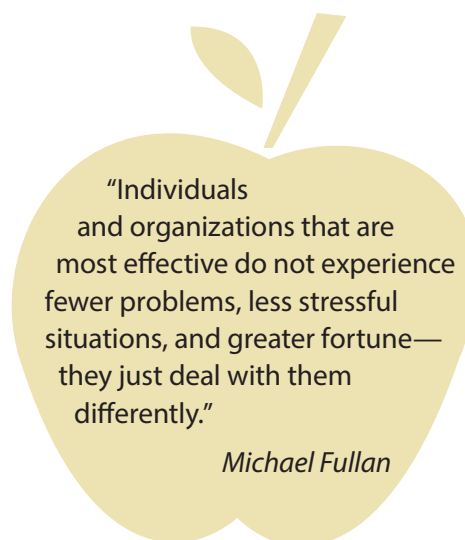 “Individuals
and organizations that are
most effective do not experience
fewer problems, less stressful
situations, and greater fortune—
they just deal with them
differently.”
Michael Fullan